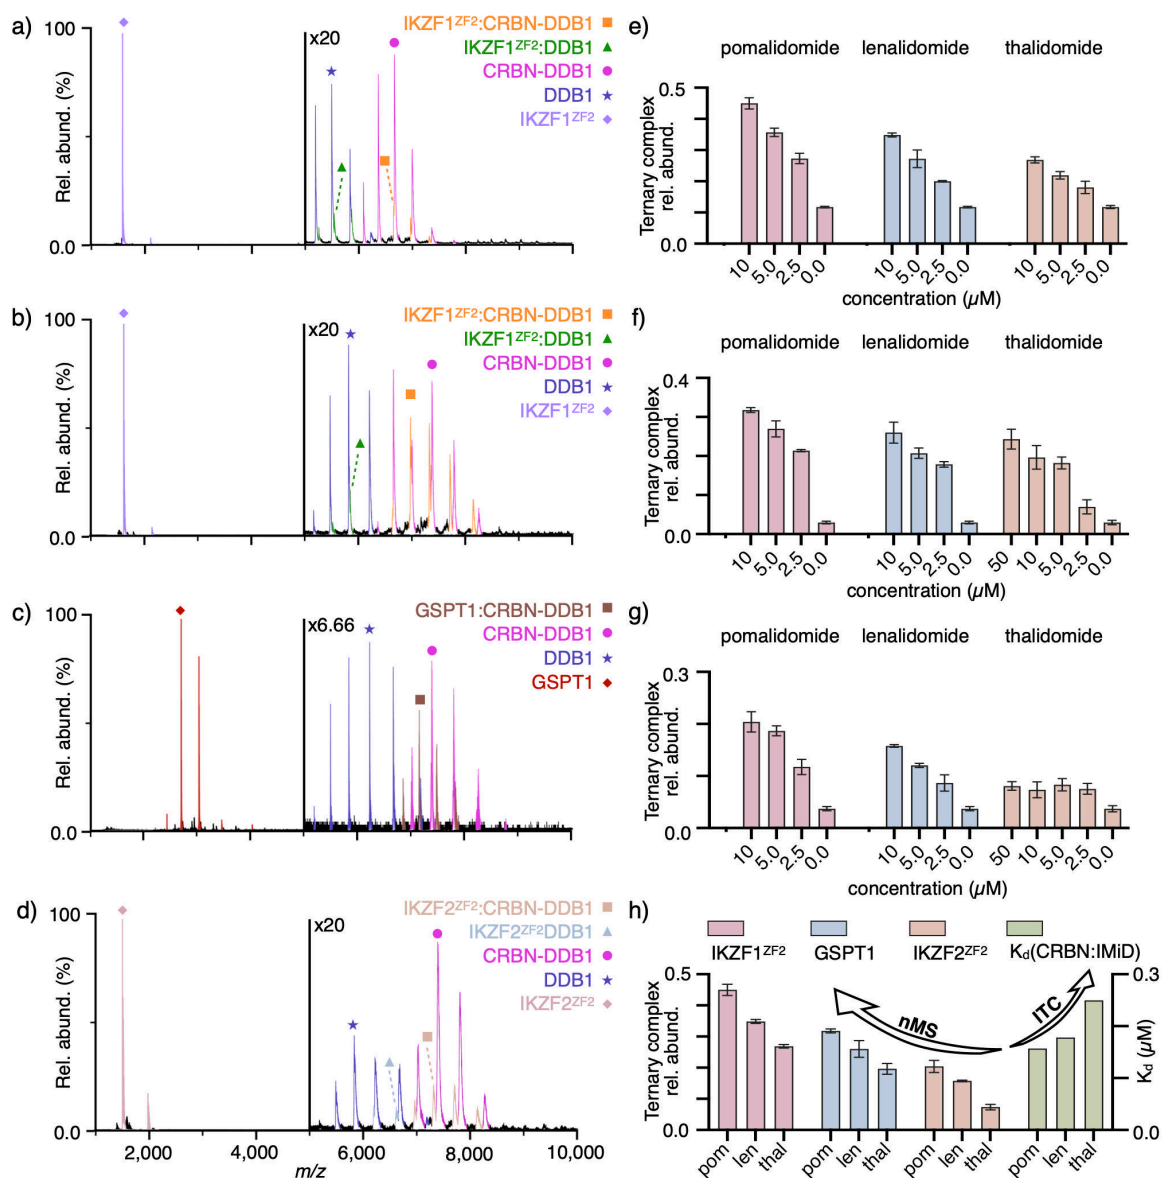 a)
100
Rel. abund. (%)
0.0
x20
IKZF1ZF2:CRBN-DDB1
IKZF1ZF2:DDB1
CRBN-DDB1
DDB1
IKZF1ZF2
b)
100
Rel. abund. (%)
0.0
x20
IKZF1ZF2:CRBN-DDB1
IKZF1ZF2:DDB1
CRBN-DDB1
DDB1
IKZF1ZF2
c)
100
Rel. abund. (%)
0.0
x6.66
GSPT1:CRBN-DDB1
CRBN-DDB1
DDB1
GSPT1
d)
100
Rel. abund. (%)
0.0
x20
IKZF2ZF2:CRBN-DDB1
IKZF2ZF2DDB1
CRBN-DDB1
DDB1
IKZF2ZF2
2,000 4,000 6,000 8,000 10,000
m/z
e)
pomalidomide lenalidomide thalidomide
Ternary complex
rel. abund.
0.5
0.0
10 5.0 2.5 0.0 10 5.0 2.5 0.0 10 5.0 2.5 0.0
concentration (µM)
f)
pomalidomide lenalidomide thalidomide
Ternary complex
rel. abund.
0.4
0.0
10 5.0 2.5 0.0 10 5.0 2.5 0.0 50 10 5.0 2.5 0.0
concentration (µM)
g)
pomalidomide lenalidomide thalidomide
Ternary complex
rel. abund.
0.3
0.0
10 5.0 2.5 0.0 10 5.0 2.5 0.0 50 10 5.0 2.5 0.0
concentration (µM)
h)
IKZF1ZF2 GSPT1 IKZF2ZF2 Kd(CRBN:IMiD)
Ternary complex
rel. abund.
0.5
0.0
nMS
ITC
0.3
0.0
Kd (µM)
pom len thal pom len thal pom len thal pom len thal